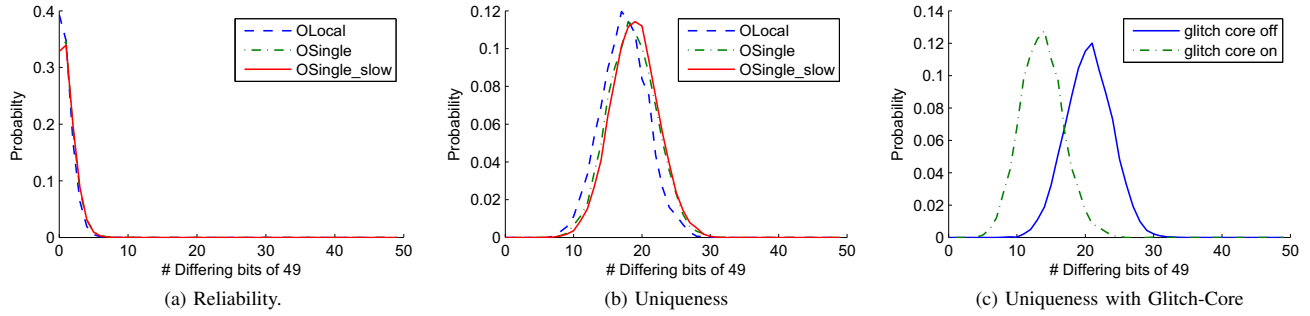 OLocal
OSingle
OSingle_slow
Probability
0.4
0.3
0.2
0.1
0
0 10 20 30 40 50
# Differing bits of 49
(a) Reliability.
OLocal
OSingle
OSingle_slow
Probability
0.12
0.1
0.08
0.06
0.04
0.02
0
0 10 20 30 40 50
# Differing bits of 49
(b) Uniqueness
glitch core off
glitch core on
Probability
0.14
0.12
0.1
0.08
0.06
0.04
0.02
0
0 10 20 30 40 50
# Differing bits of 49
(c) Uniqueness with Glitch-Core